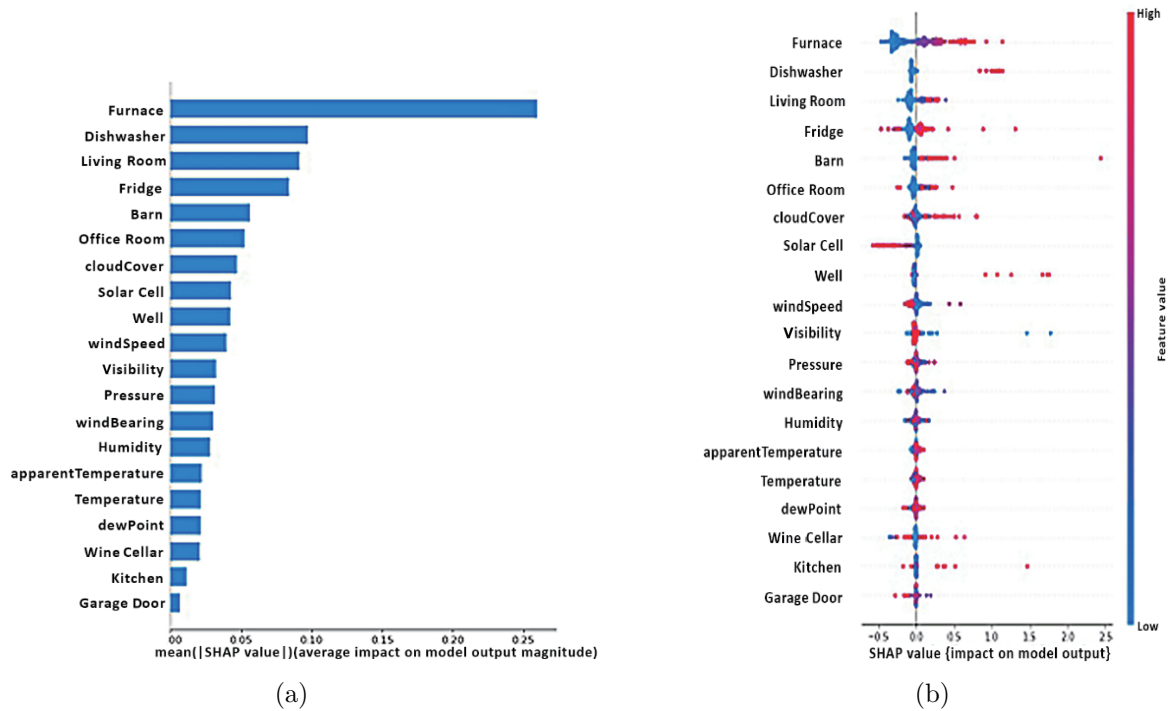 Furnace
Dishwasher
Living Room
Fridge
Barn
Office Room
cloudCover
Solar Cell
Well
windSpeed
Visibility
Pressure
windBearing
Humidity
apparentTemperature
Temperature
dewPoint
Wine Cellar
Kitchen
Garage Door
0.0 0.05 0.10 0.15 0.20 0.25
mean(|SHAP value|)(average impact on model output magnitude)
(a)
High
Furnace
Dishwasher
Living Room
Fridge
Barn
Office Room
cloudCover
Solar Cell
Well
windSpeed
Visibility
Pressure
windBearing
Humidity
apparentTemperature
Temperature
dewPoint
Wine Cellar
Kitchen
Garage Door
Feature value
Low
−0.5 0.0 0.5 1.0 1.5 2.0 2.5
SHAP value {impact on model output}
(b)